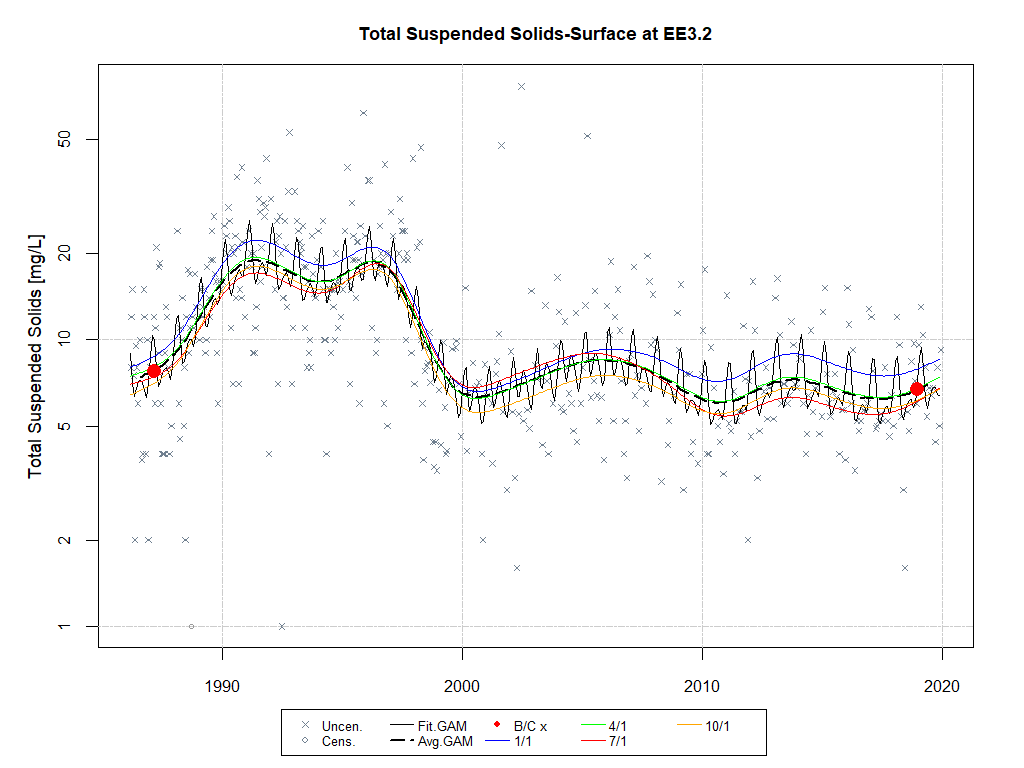 Total Suspended Solids-Surface at EE3.2
Total Suspended Solids [mg/L]
50
20
10
5
2
1
1990 2000 2010 2020
Uncen. Fit.GAM B/C x 4/1 10/1
Cens. Avg.GAM 1/1 7/1